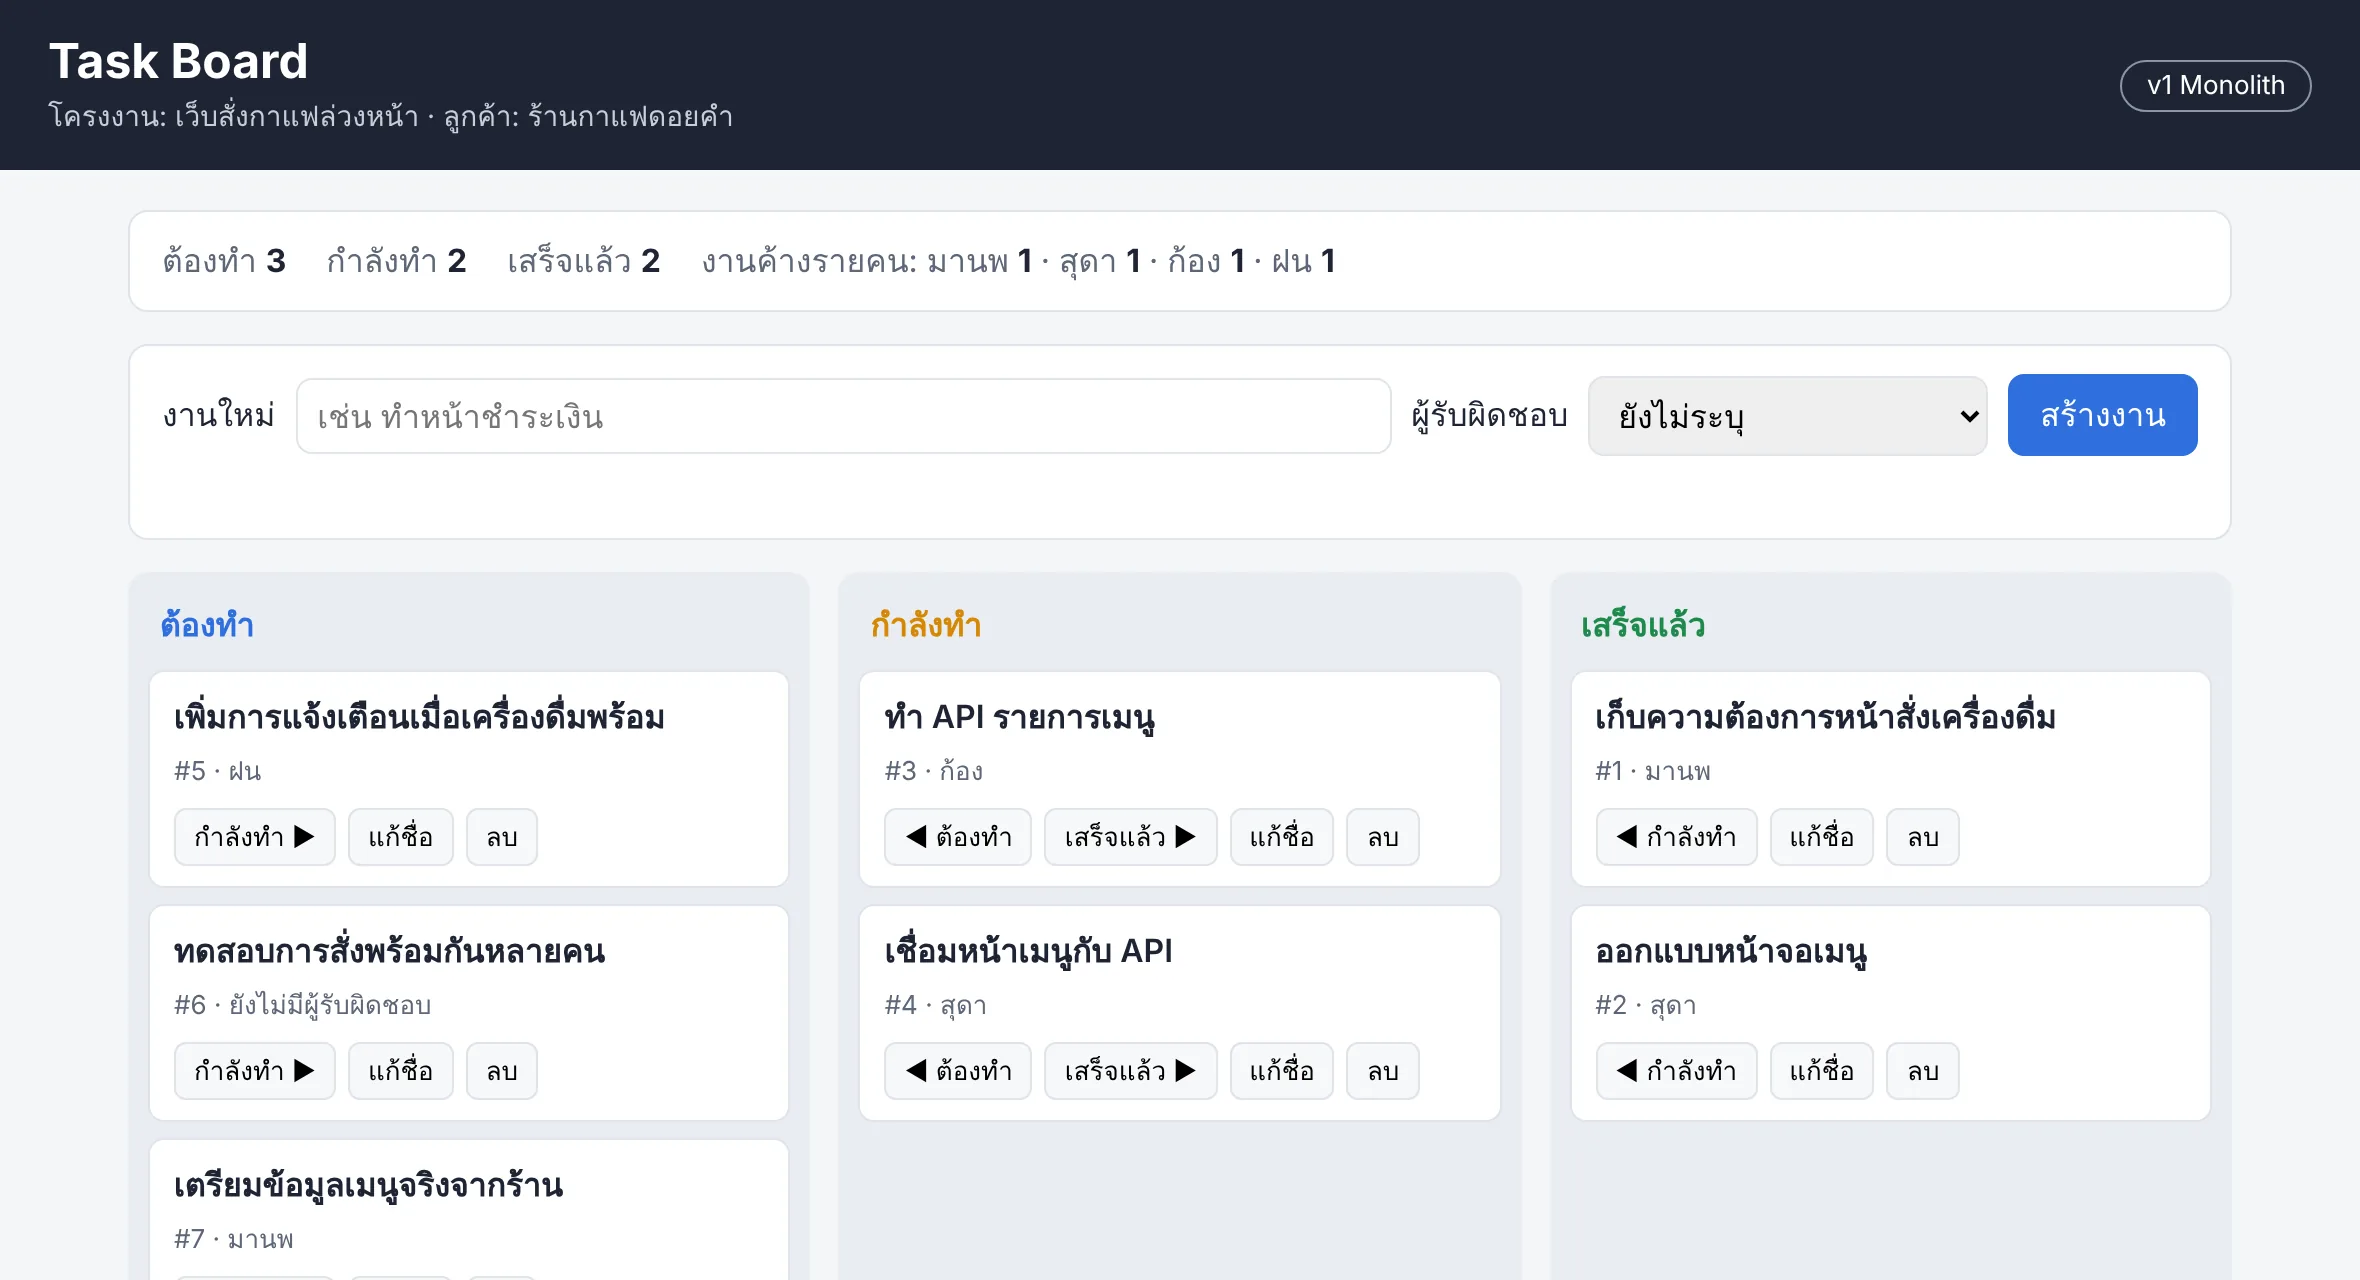 Task Board
โครงงาน: เว็บสั่งกาแฟล่วงหน้า · ลูกค้า: ร้านกาแฟดอยคำ
v1 Monolith
ต้องทำ 3 กำลังทำ 2 เสร็จแล้ว 2 งานค้างรายคน: มานพ 1 · สุดา 1 · ก้อง 1 · ฝน 1
งานใหม่ เช่น ทำหน้าชำระเงิน ผู้รับผิดชอบ ยังไม่ระบุ สร้างงาน
ต้องทำ
เพิ่มการแจ้งเตือนเมื่อเครื่องดื่มพร้อม
#5 · ฝน
กำลังทำ ▶ แก้ชื่อ ลบ
ทดสอบการสั่งพร้อมกันหลายคน
#6 · ยังไม่มีผู้รับผิดชอบ
กำลังทำ ▶ แก้ชื่อ ลบ
เตรียมข้อมูลเมนูจริงจากร้าน
#7 · มานพ
กำลังทำ
ทำ API รายการเมนู
#3 · ก้อง
◀ ต้องทำ เสร็จแล้ว ▶ แก้ชื่อ ลบ
เชื่อมหน้าเมนูกับ API
#4 · สุดา
◀ ต้องทำ เสร็จแล้ว ▶ แก้ชื่อ ลบ
เสร็จแล้ว
เก็บความต้องการหน้าสั่งเครื่องดื่ม
#1 · มานพ
◀ กำลังทำ แก้ชื่อ ลบ
ออกแบบหน้าจอเมนู
#2 · สุดา
◀ กำลังทำ แก้ชื่อ ลบ